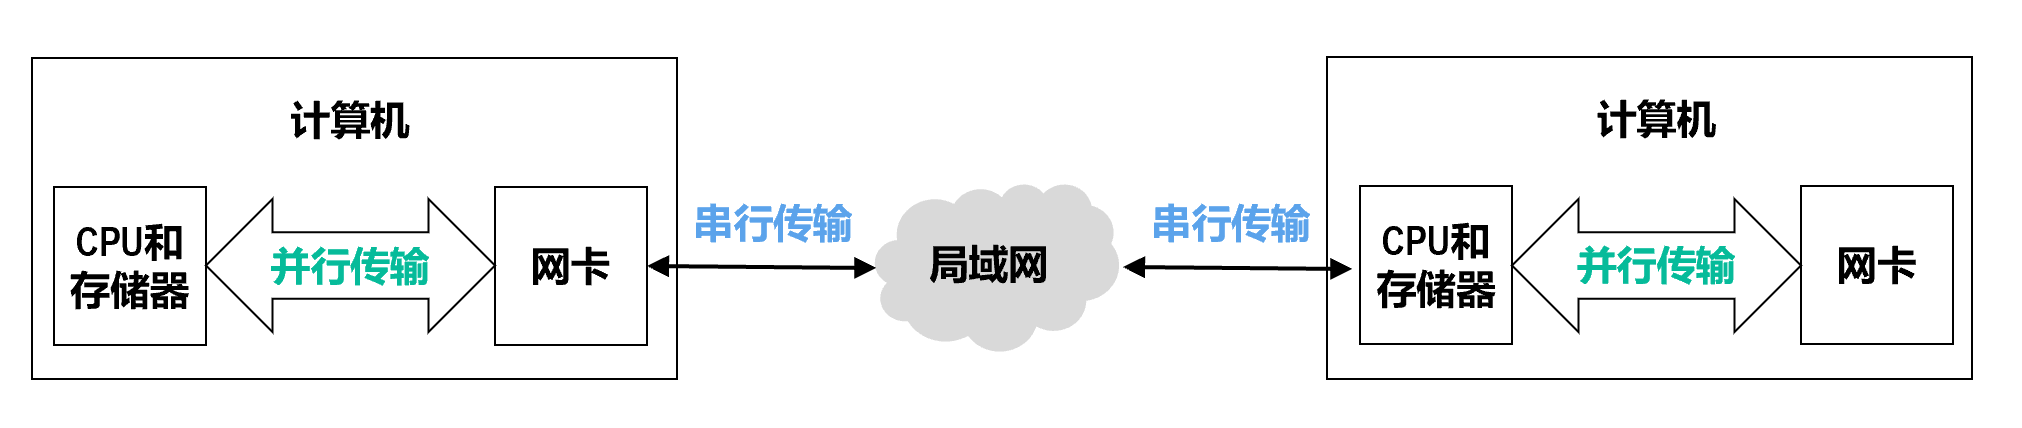 计算机
CPU和
存储器
并行传输
网卡
串行传输
局域网
串行传输
计算机
CPU和
存储器
并行传输
网卡